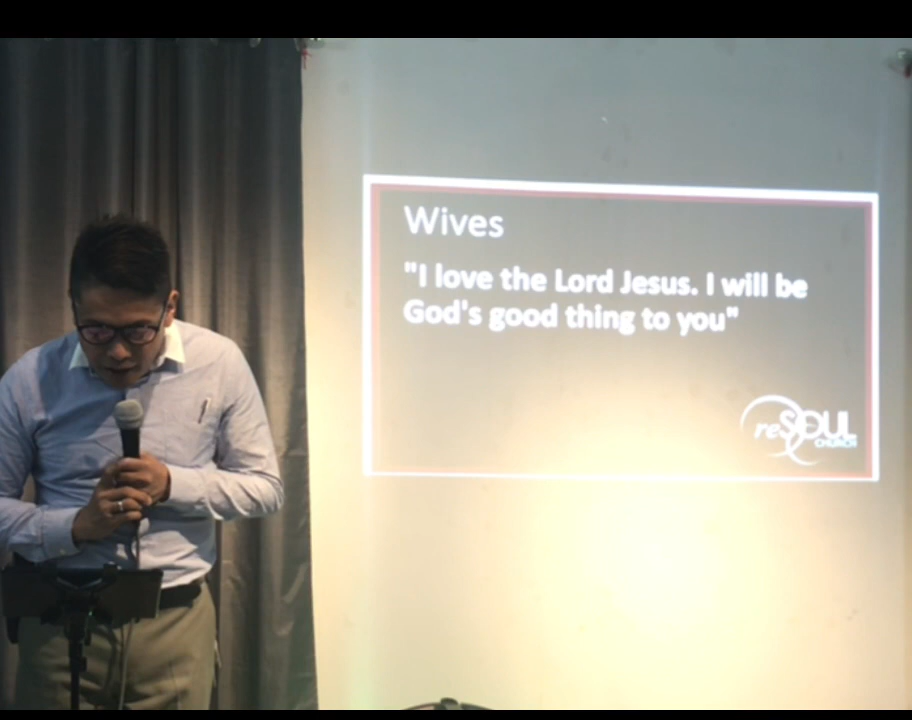 Wives
"I love the Lord Jesus. I will be
God's good thing to you"
reSOUL
CHURCH